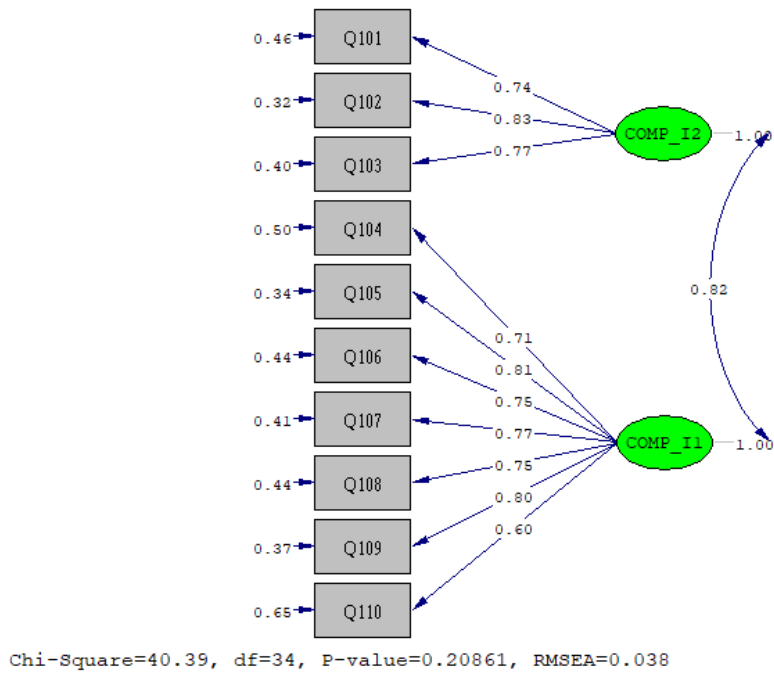 0.46 Q101
0.74
0.32 Q102
0.83
COMP_I2 1.00
0.40 Q103
0.77
0.50 Q104
0.34 Q105
0.82
0.71
0.44 Q106
0.81
0.75
0.41 Q107
0.77
COMP_I1 1.00
0.75
0.44 Q108
0.80
0.60
0.37 Q109
0.65 Q110
Chi-Square=40.39, df=34, P-value=0.20861, RMSEA=0.038